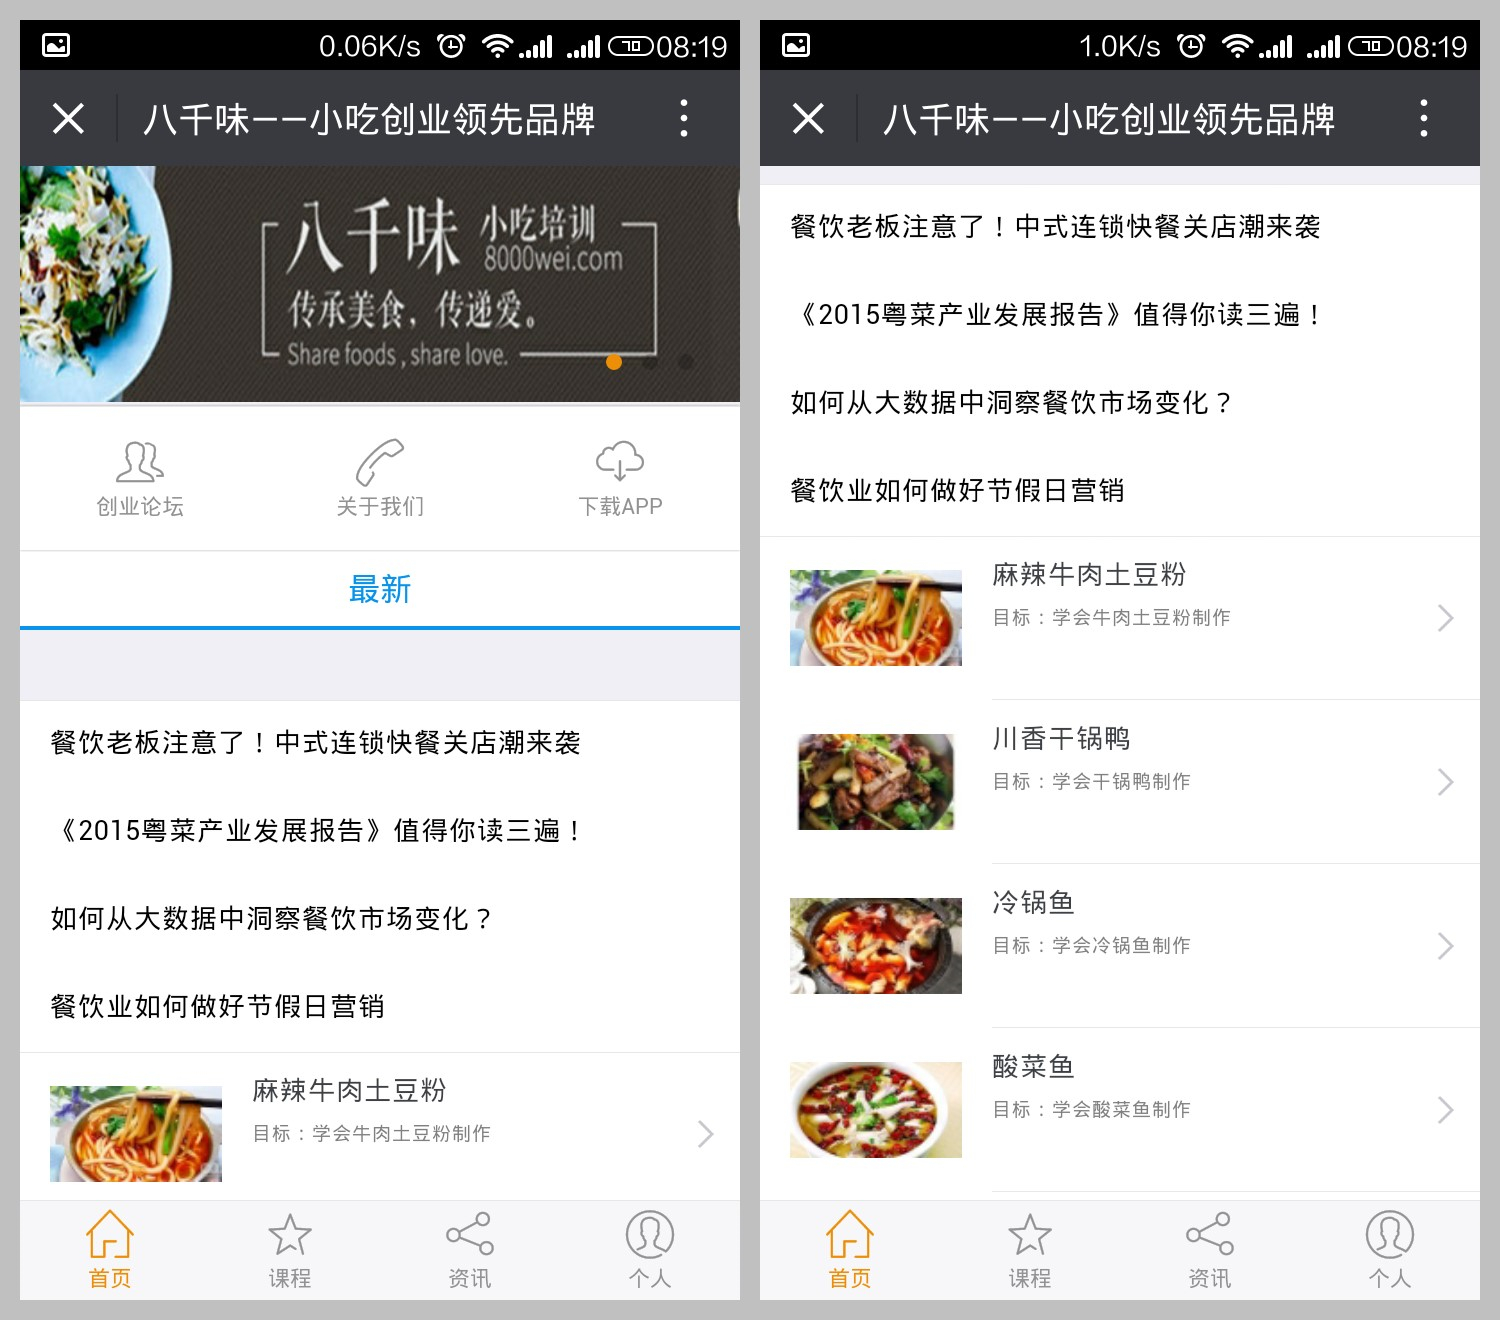 0.06K/s 70 08:19
八千味——小吃创业领先品牌
八千味 小吃培训
8000wei.com
传承美食，传递爱。
Share foods , share love.
创业论坛 关于我们 下载APP
最新
餐饮老板注意了！中式连锁快餐关店潮来袭
《2015粤菜产业发展报告》值得你读三遍！
如何从大数据中洞察餐饮市场变化？
餐饮业如何做好节假日营销
麻辣牛肉土豆粉
目标：学会牛肉土豆粉制作
首页 课程 资讯 个人
1.0K/s 70 08:19
八千味——小吃创业领先品牌
餐饮老板注意了！中式连锁快餐关店潮来袭
《2015粤菜产业发展报告》值得你读三遍！
如何从大数据中洞察餐饮市场变化？
餐饮业如何做好节假日营销
麻辣牛肉土豆粉
目标：学会牛肉土豆粉制作
川香干锅鸭
目标：学会干锅鸭制作
冷锅鱼
目标：学会冷锅鱼制作
酸菜鱼
目标：学会酸菜鱼制作
首页 课程 资讯 个人